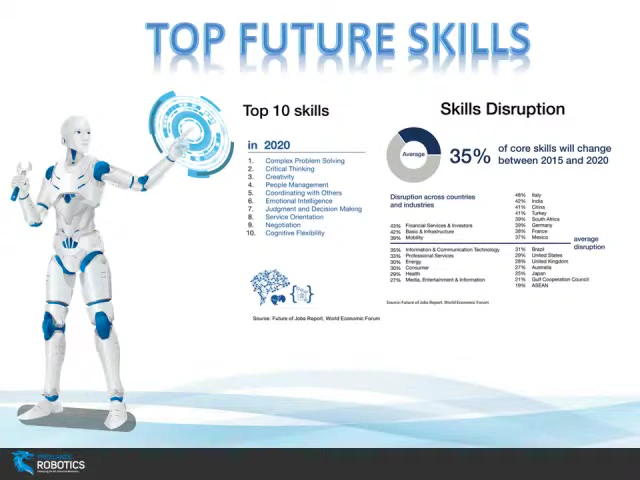 TOP FUTURE SKILLS
Top 10 skills
in 2020
1. Complex Problem Solving
2. Critical Thinking
3. Creativity
4. People Management
5. Coordinating with Others
6. Emotional Intelligence
7. Judgment and Decision Making
8. Service Orientation
9. Negotiation
10. Cognitive Flexibility
Source: Future of Jobs Report, World Economic Forum
Skills Disruption
Average
35% of core skills will change
between 2015 and 2020
Disruption across countries
and industries
43% Financial Services & Investors
42% Basic & Infrastructure
39% Mobility
35% Information & Communication Technology
33% Professional Services
30% Energy
30% Consumer
29% Health
27% Media, Entertainment & Information
48% Italy
42% India
41% China
41% Turkey
39% South Africa
39% Germany
38% France
37% Mexico
average
disruption
31% Brazil
29% United States
28% United Kingdom
27% Australia
25% Japan
21% Gulf Cooperation Council
19% ASEAN
Source: Future of Jobs Report, World Economic Forum
FREELANCE
ROBOTICS